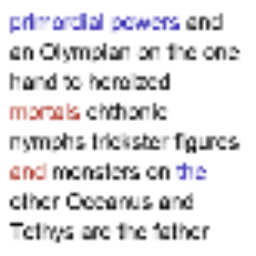 primordial powers and
an Olympian on the one
hand to heroized
mortals chthonic
nymphs trickster figures
and monsters on the
other Oceanus and
Tethys are the father